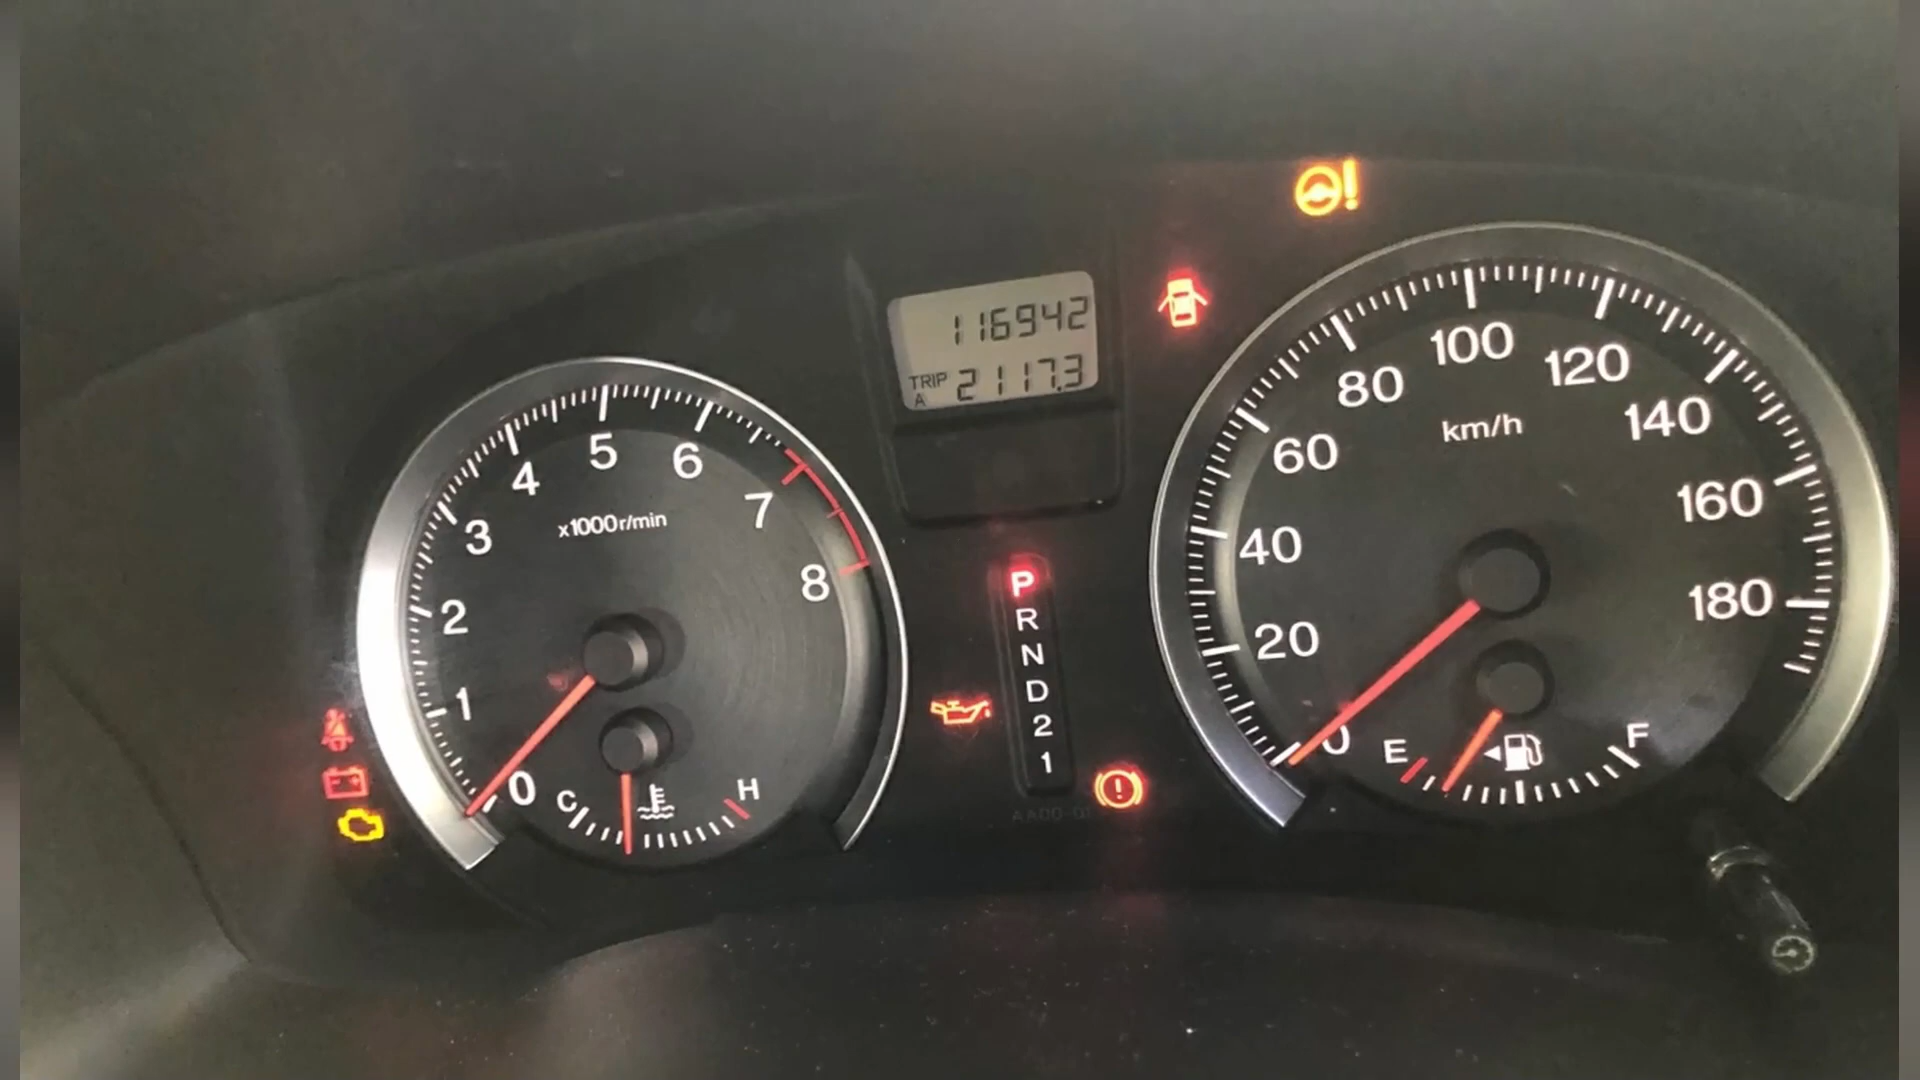 116942
TRIP A 2117.3
0 1 2 3 4 5 6 7 8
x1000r/min
C H
P
R
N
D
2
1
0 20 40 60 80 100 120 140 160 180
km/h
E F